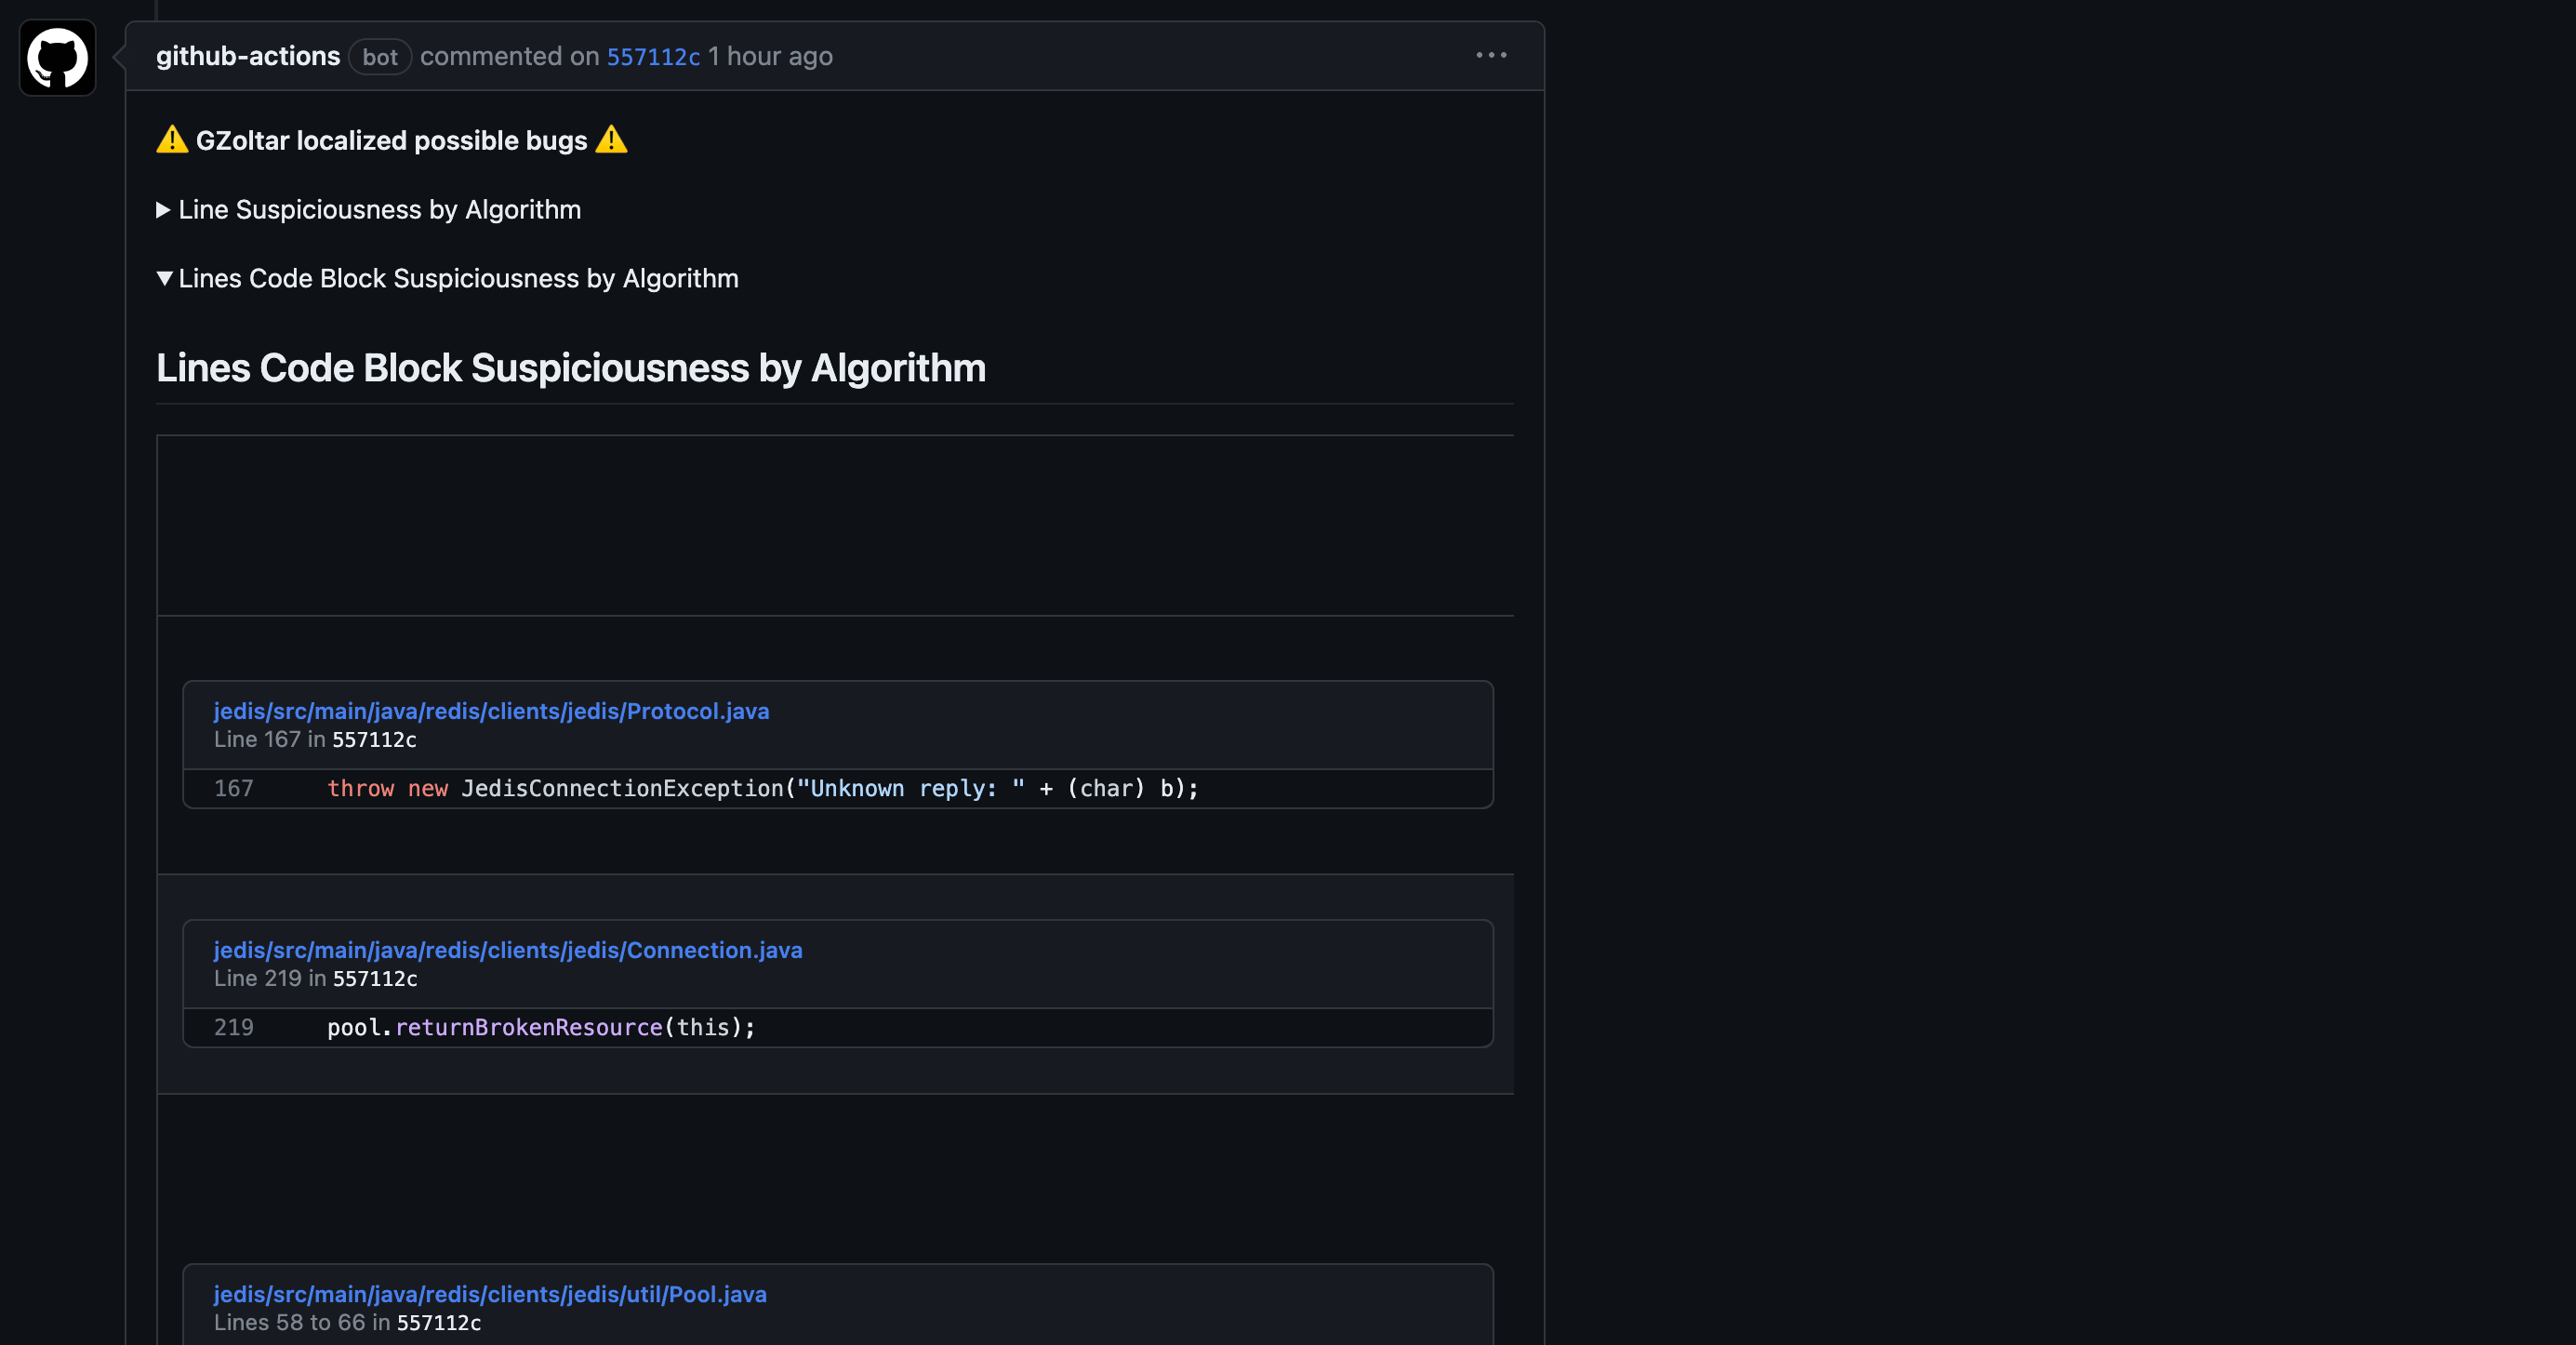 github-actions bot commented on 557112c 1 hour ago
⚠️ GZoltar localized possible bugs ⚠️
▶ Line Suspiciousness by Algorithm
▼ Lines Code Block Suspiciousness by Algorithm
Lines Code Block Suspiciousness by Algorithm
jedis/src/main/java/redis/clients/jedis/Protocol.java
Line 167 in 557112c
167 throw new JedisConnectionException("Unknown reply: " + (char) b);
jedis/src/main/java/redis/clients/jedis/Connection.java
Line 219 in 557112c
219 pool.returnBrokenResource(this);
jedis/src/main/java/redis/clients/jedis/util/Pool.java
Lines 58 to 66 in 557112c